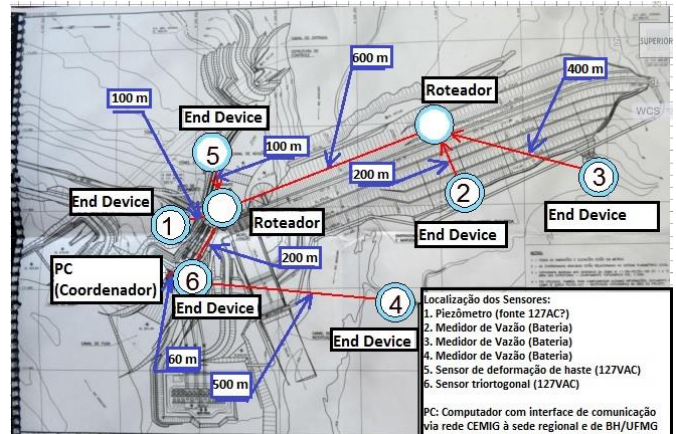 SUPERIOR
WCS
600 m
400 m
Roteador
100 m
End Device
5
100 m
200 m
2
3
End Device
1
End Device
End Device
Roteador
PC
(Coordenador)
200 m
6
End Device
4
End Device
60 m
500 m
Localização dos Sensores:
1. Piezômetro (fonte 127AC?)
2. Medidor de Vazão (Bateria)
3. Medidor de Vazão (Bateria)
4. Medidor de Vazão (Bateria)
5. Sensor de deformação de haste (127VAC)
6. Sensor triortogonal (127VAC)
PC: Computador com interface de comunicação
via rede CEMIG à sede regional e de BH/UFMG